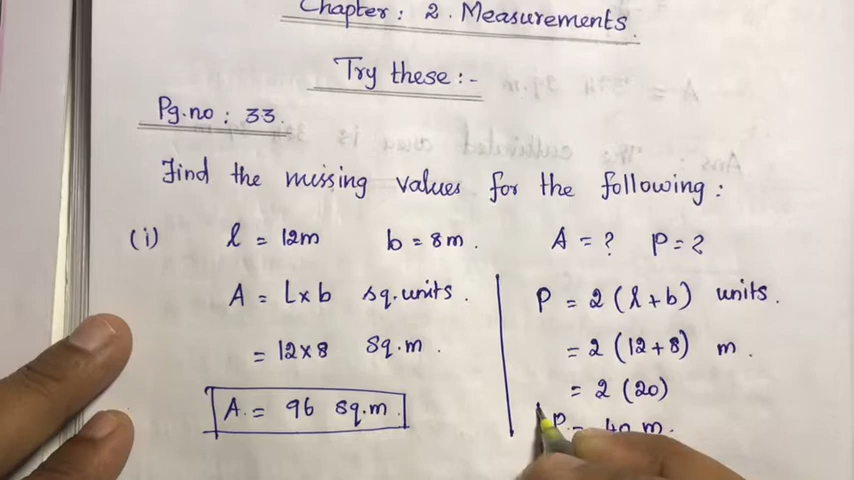 Chapter : 2. Measurements.
Try these :-
Pg.no : 33.
Find the missing values for the following :
(i) l = 12m b = 8m. A = ? P = ?
A = L x b sq.units.
= 12 x 8 sq.m.
A = 96 sq.m.
P = 2 (l + b) units.
= 2 (12 + 8) m.
= 2 (20)
P = 40 m.